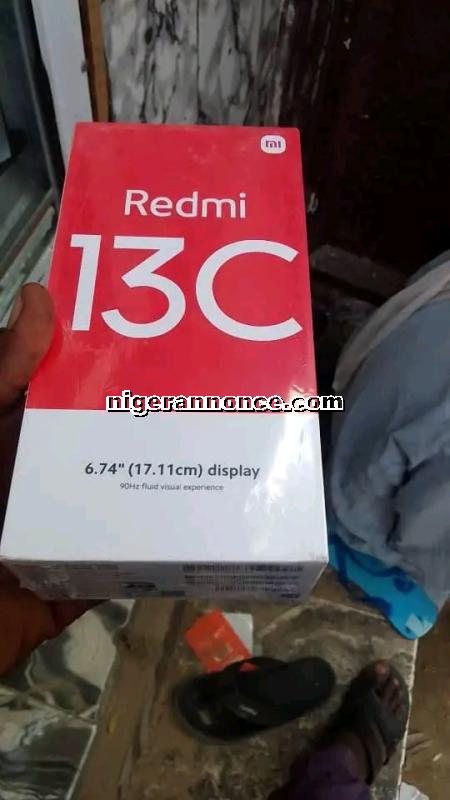 mi
Redmi
13C
nigerannonce.com
6.74" (17.11cm) display
90Hz fluid visual experience